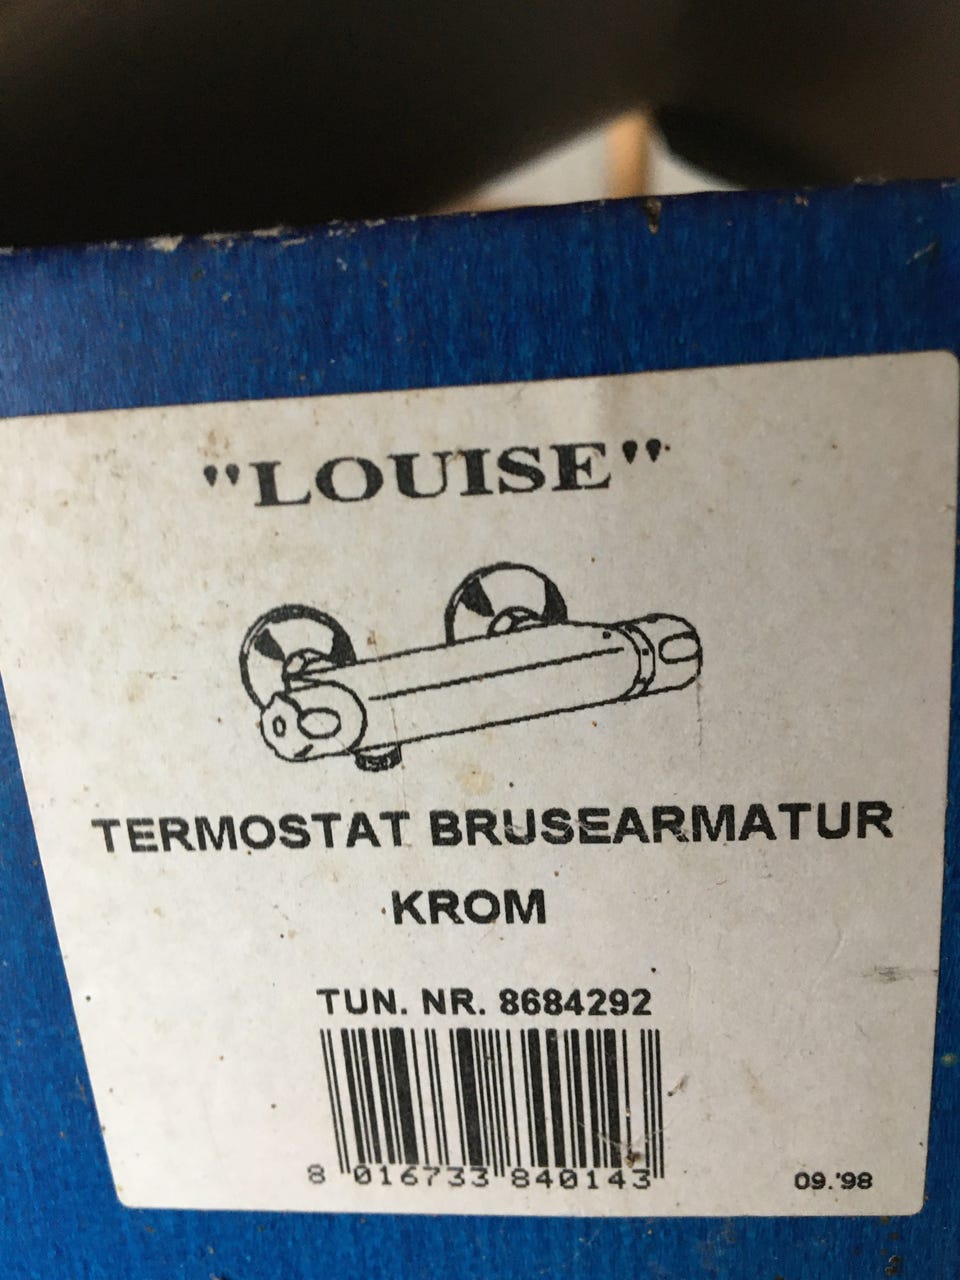 "LOUISE"
TERMOSTAT BRUSEARMATUR
KROM
TUN. NR. 8684292
8 016733 840143
09.'98